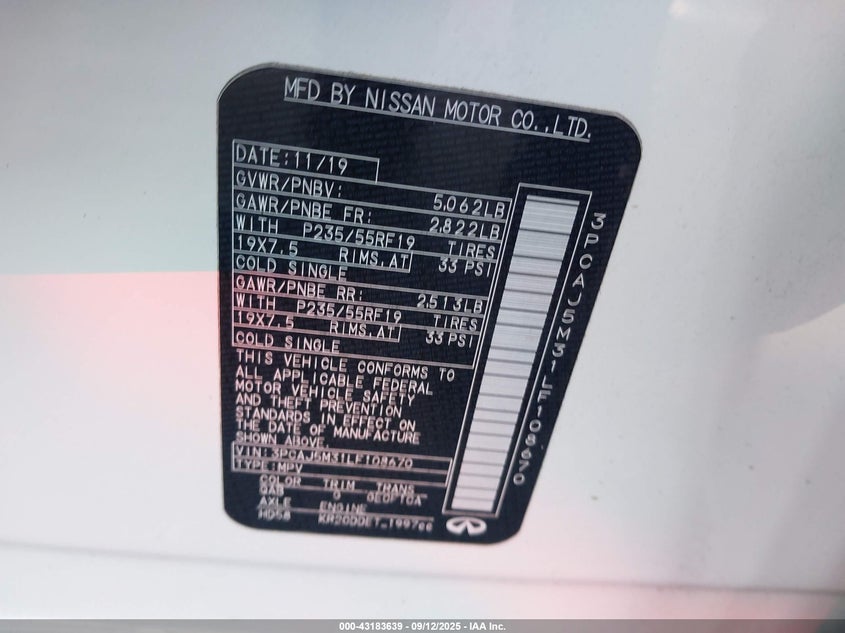 MFD BY NISSAN MOTOR CO.,LTD.
DATE:11/19
GVWR/PNBV: 5,062LB
GAWR/PNBE FR: 2,822LB
WITH P235/55RF19 TIRES
19X7.5 RIMS,AT 33 PSI
COLD SINGLE
GAWR/PNBE RR: 2,513LB
WITH P235/55RF19 TIRES
19X7.5 RIMS,AT 33 PSI
COLD SINGLE
THIS VEHICLE CONFORMS TO
ALL APPLICABLE FEDERAL
MOTOR VEHICLE SAFETY
AND THEFT PREVENTION
STANDARDS IN EFFECT ON
THE DATE OF MANUFACTURE
SHOWN ABOVE.
VIN:3PCAJ5M31LF108670
TYPE:MPV
COLOR TRIM TRANS
QAB G
AXLE ENGINE
KR20DDET 1997cc
3PCAJ5M31LF108670
000-43183639 - 09/12/2025 - IAA Inc.